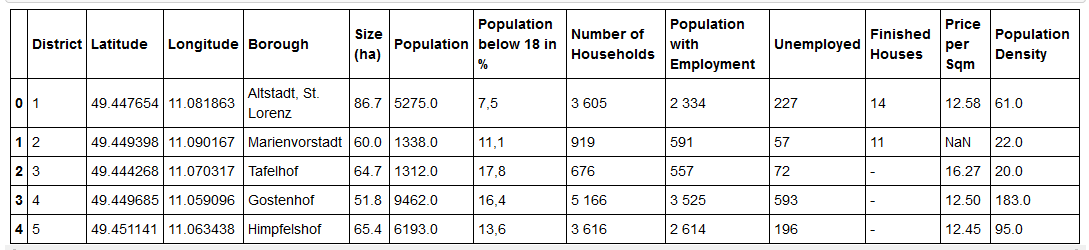 District Latitude Longitude Borough Size (ha) Population Population below 18 in % Number of Households Population with Employment Unemployed Finished Houses Price per Sqm Population Density
0 1 49.447654 11.081863 Altstadt, St. Lorenz 86.7 5275.0 7,5 3 605 2 334 227 14 12.58 61.0
1 2 49.449398 11.090167 Marienvorstadt 60.0 1338.0 11,1 919 591 57 11 NaN 22.0
2 3 49.444268 11.070317 Tafelhof 64.7 1312.0 17,8 676 557 72 - 16.27 20.0
3 4 49.449685 11.059096 Gostenhof 51.8 9462.0 16,4 5 166 3 525 593 - 12.50 183.0
4 5 49.451141 11.063438 Himpfelshof 65.4 6193.0 13,6 3 616 2 614 196 - 12.45 95.0